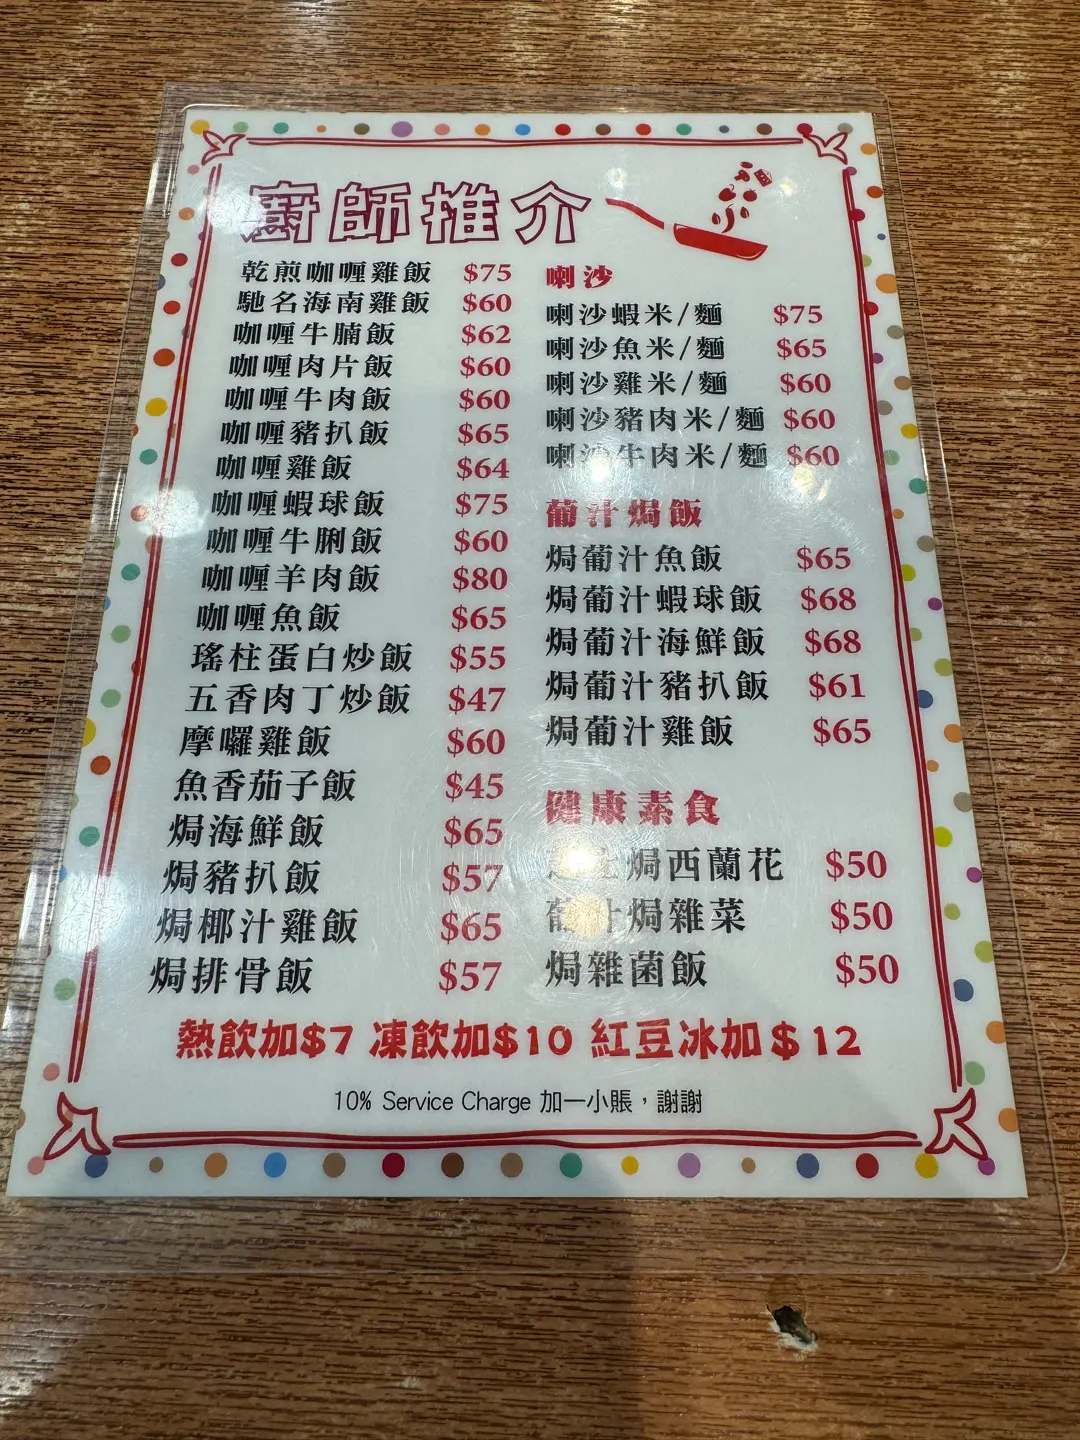 廚師推介
乾煎咖喱雞飯 $75
馳名海南雞飯 $60
咖喱牛腩飯 $62
咖喱肉片飯 $60
咖喱牛肉飯 $60
咖喱豬扒飯 $65
咖喱雞飯 $64
咖喱蝦球飯 $75
咖喱牛脷飯 $60
咖喱羊肉飯 $80
咖喱魚飯 $65
瑤柱蛋白炒飯 $55
五香肉丁炒飯 $47
摩囉雞飯 $60
魚香茄子飯 $45
焗海鮮飯 $65
焗豬扒飯 $57
焗椰汁雞飯 $65
焗排骨飯 $57
喇沙
喇沙蝦米/麵 $75
喇沙魚米/麵 $65
喇沙雞米/麵 $60
喇沙豬肉米/麵 $60
喇沙牛肉米/麵 $60
葡汁焗飯
焗葡汁魚飯 $65
焗葡汁蝦球飯 $68
焗葡汁海鮮飯 $68
焗葡汁豬扒飯 $61
焗葡汁雞飯 $65
健康素食
焗西蘭花 $50
葡汁焗雜菜 $50
焗雜菌飯 $50
熱飲加$7 凍飲加$10 紅豆冰加$12
10% Service Charge 加一小賬，謝謝